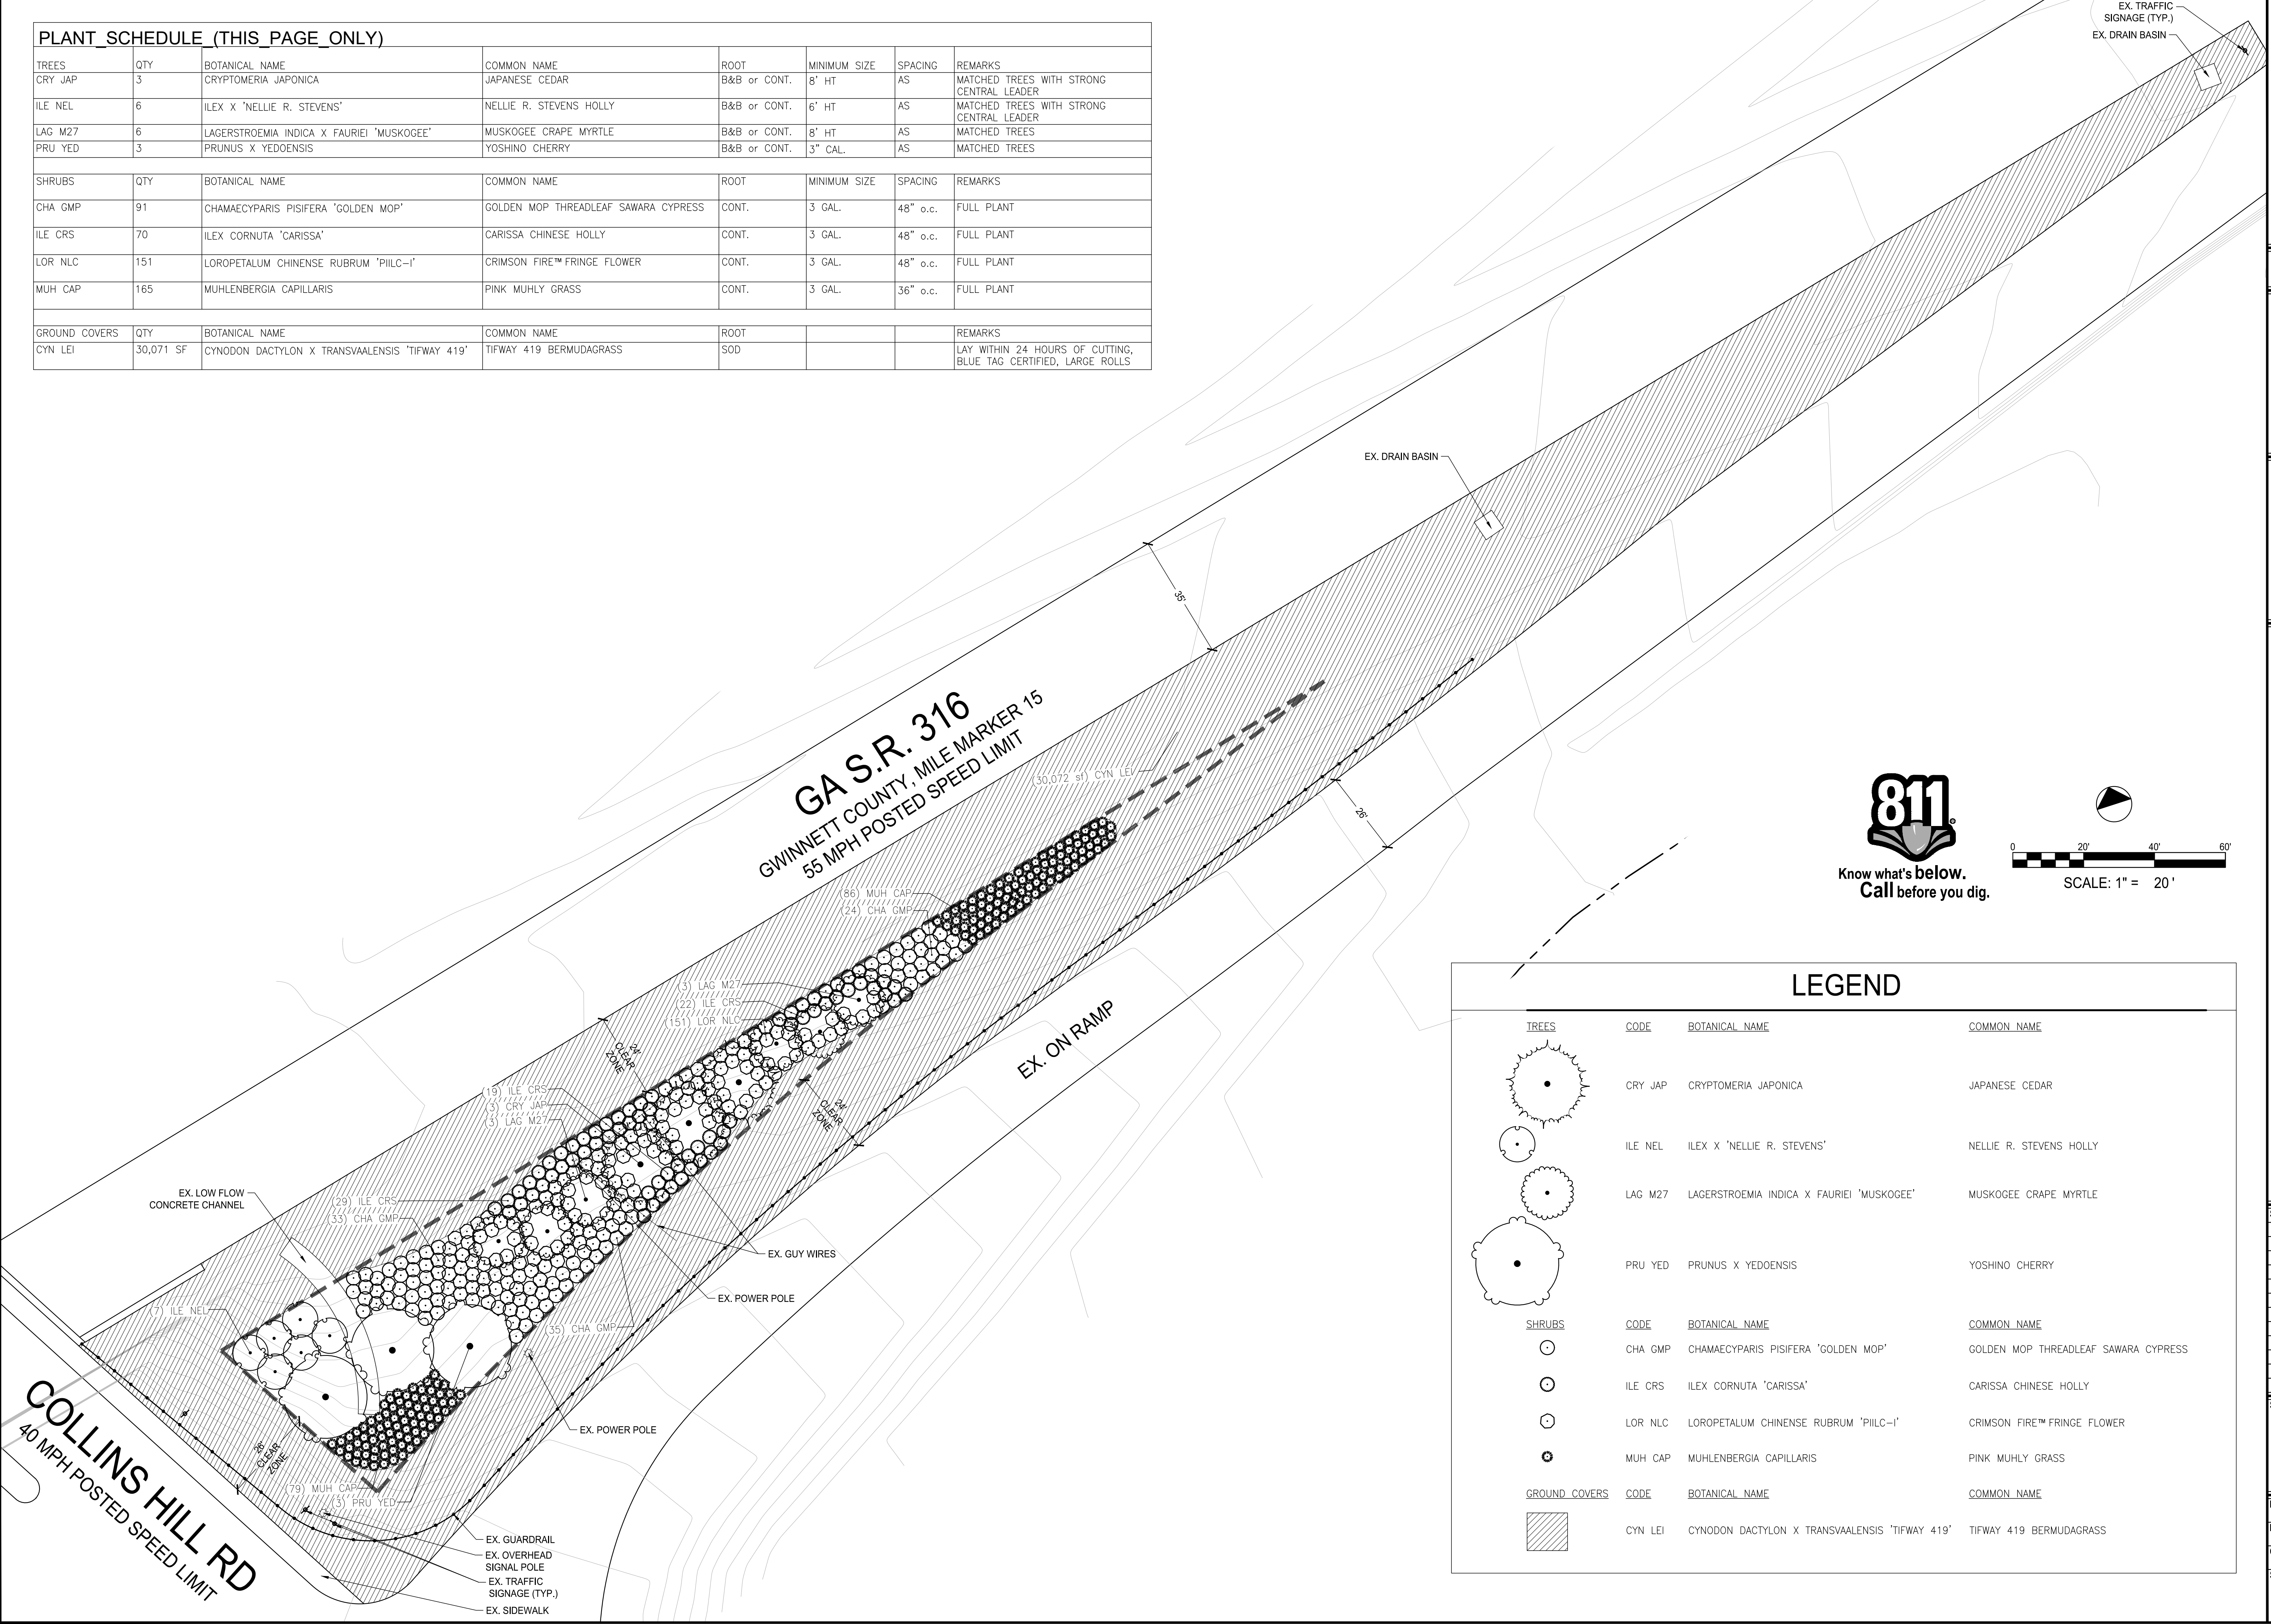 PLANT_SCHEDULE_(THIS_PAGE_ONLY)
TREES QTY BOTANICAL NAME COMMON NAME ROOT MINIMUM SIZE SPACING REMARKS
CRY JAP 3 CRYPTOMERIA JAPONICA JAPANESE CEDAR B&B or CONT. 8' HT AS MATCHED TREES WITH STRONG
CENTRAL LEADER
ILE NEL 6 ILEX X 'NELLIE R. STEVENS' NELLIE R. STEVENS HOLLY B&B or CONT. 6' HT AS MATCHED TREES WITH STRONG
CENTRAL LEADER
LAG M27 6 LAGERSTROEMIA INDICA X FAURIEI 'MUSKOGEE' MUSKOGEE CRAPE MYRTLE B&B or CONT. 8' HT AS MATCHED TREES
PRU YED 3 PRUNUS X YEDOENSIS YOSHINO CHERRY B&B or CONT. 3" CAL. AS MATCHED TREES
SHRUBS QTY BOTANICAL NAME COMMON NAME ROOT MINIMUM SIZE SPACING REMARKS
CHA GMP 91 CHAMAECYPARIS PISIFERA 'GOLDEN MOP' GOLDEN MOP THREADLEAF SAWARA CYPRESS CONT. 3 GAL. 48" o.c. FULL PLANT
ILE CRS 70 ILEX CORNUTA 'CARISSA' CARISSA CHINESE HOLLY CONT. 3 GAL. 48" o.c. FULL PLANT
LOR NLC 151 LOROPETALUM CHINENSE RUBRUM 'PIILC-I' CRIMSON FIRE™ FRINGE FLOWER CONT. 3 GAL. 48" o.c. FULL PLANT
MUH CAP 165 MUHLENBERGIA CAPILLARIS PINK MUHLY GRASS CONT. 3 GAL. 36" o.c. FULL PLANT
GROUND COVERS QTY BOTANICAL NAME COMMON NAME ROOT REMARKS
CYN LEI 30,071 SF CYNODON DACTYLON X TRANSVAALENSIS 'TIFWAY 419' TIFWAY 419 BERMUDAGRASS SOD LAY WITHIN 24 HOURS OF CUTTING,
BLUE TAG CERTIFIED, LARGE ROLLS
EX. TRAFFIC
SIGNAGE (TYP.)
EX. DRAIN BASIN
EX. DRAIN BASIN
35'
GA S.R. 316
GWINNETT COUNTY, MILE MARKER 15
55 MPH POSTED SPEED LIMIT
(30,072 sf) CYN LEI
26'
(86) MUH CAP
(24) CHA GMP
(3) LAG M27
(22) ILE CRS
(151) LOR NLC
24'
CLEAR
ZONE
24'
CLEAR
ZONE
EX. ON RAMP
(19) ILE CRS
(3) CRY JAP
(3) LAG M27
EX. LOW FLOW
CONCRETE CHANNEL
(29) ILE CRS
(33) CHA GMP
EX. GUY WIRES
EX. POWER POLE
(7) ILE NEL
(35) CHA GMP
EX. POWER POLE
26'
CLEAR
ZONE
(79) MUH CAP
(3) PRU YED
COLLINS HILL RD
40 MPH POSTED SPEED LIMIT
EX. GUARDRAIL
EX. OVERHEAD
SIGNAL POLE
EX. TRAFFIC
SIGNAGE (TYP.)
EX. SIDEWALK
811
Know what's below.
Call before you dig.
0 20' 40' 60'
SCALE: 1" = 20'
LEGEND
TREES CODE BOTANICAL NAME COMMON NAME
CRY JAP CRYPTOMERIA JAPONICA JAPANESE CEDAR
ILE NEL ILEX X 'NELLIE R. STEVENS' NELLIE R. STEVENS HOLLY
LAG M27 LAGERSTROEMIA INDICA X FAURIEI 'MUSKOGEE' MUSKOGEE CRAPE MYRTLE
PRU YED PRUNUS X YEDOENSIS YOSHINO CHERRY
SHRUBS CODE BOTANICAL NAME COMMON NAME
CHA GMP CHAMAECYPARIS PISIFERA 'GOLDEN MOP' GOLDEN MOP THREADLEAF SAWARA CYPRESS
ILE CRS ILEX CORNUTA 'CARISSA' CARISSA CHINESE HOLLY
LOR NLC LOROPETALUM CHINENSE RUBRUM 'PIILC-I' CRIMSON FIRE™ FRINGE FLOWER
MUH CAP MUHLENBERGIA CAPILLARIS PINK MUHLY GRASS
GROUND COVERS CODE BOTANICAL NAME COMMON NAME
CYN LEI CYNODON DACTYLON X TRANSVAALENSIS 'TIFWAY 419' TIFWAY 419 BERMUDAGRASS